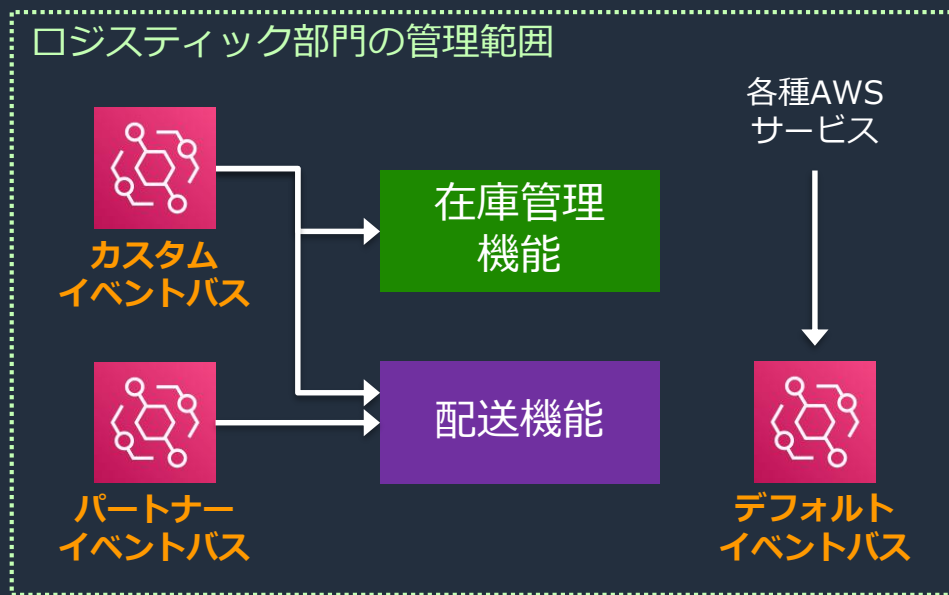 ロジスティック部門の管理範囲
各種AWS
サービス
カスタム
イベントバス
在庫管理
機能
パートナー
イベントバス
配送機能
デフォルト
イベントバス